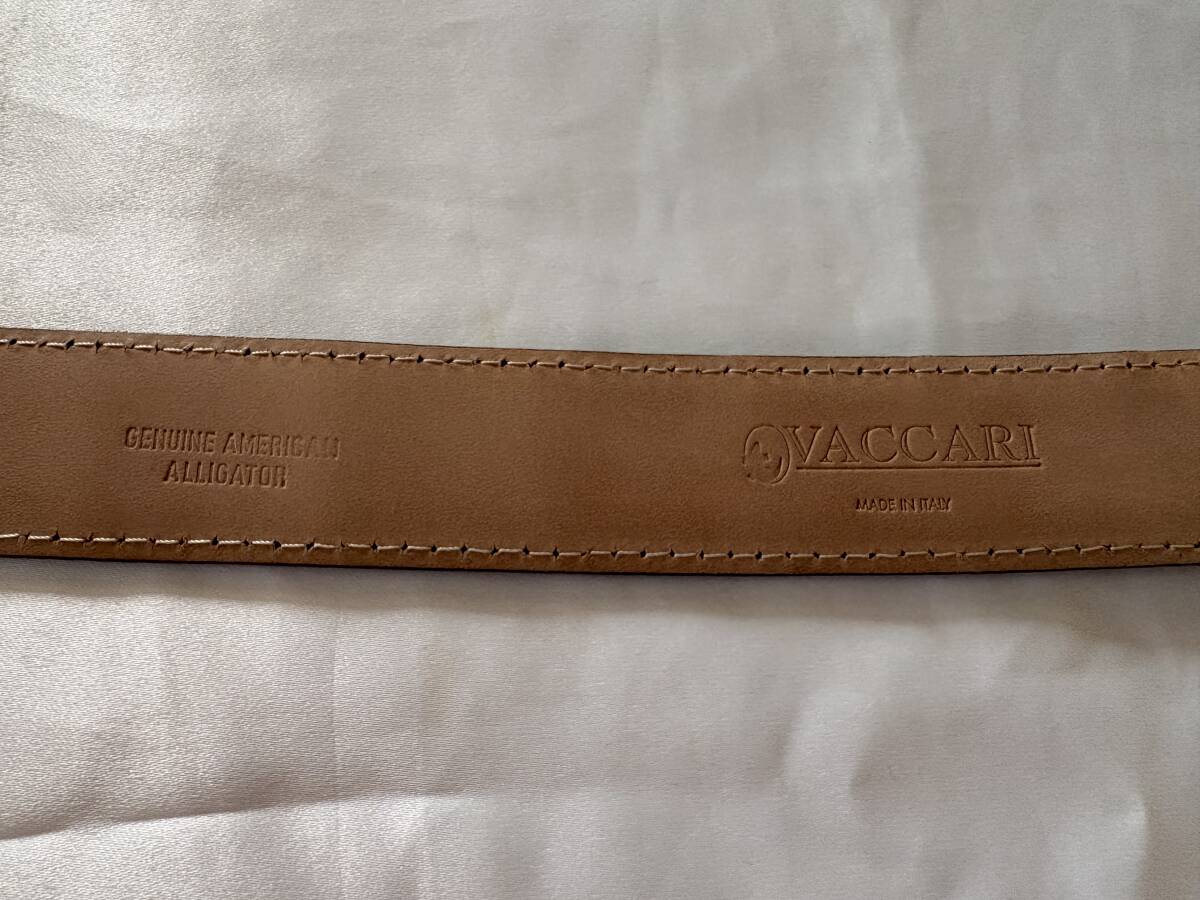 GENUINE AMERICAN
ALLIGATOR
VACCARI
MADE IN ITALY